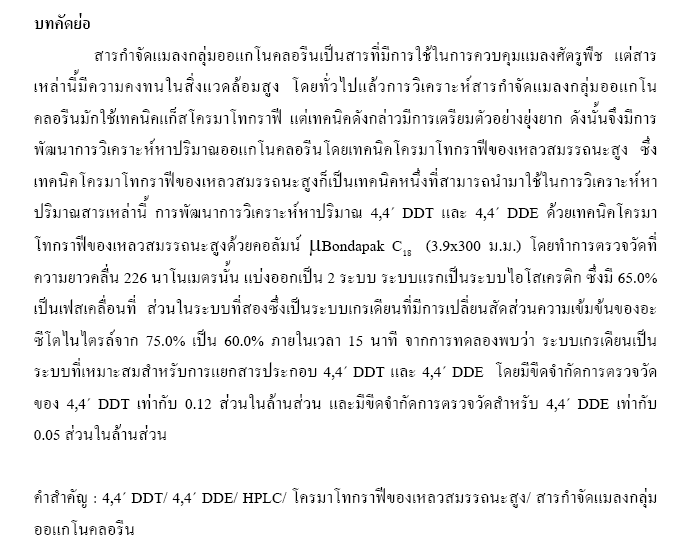 บทคัดย่อ
สารกำจัดแมลงกลุ่มออแกโนคลอรีนเป็นสารที่มีการใช้ในการควบคุมแมลงศัตรูพืช แต่สาร
เหล่านี้มีความคงทนในสิ่งแวดล้อมสูง โดยทั่วไปแล้วการวิเคราะห์สารกำจัดแมลงกลุ่มออแกโน
คลอรีนมักใช้เทคนิคแก็สโครมาโทกราฟี แต่เทคนิคดังกล่าวมีการเตรียมตัวอย่างยุ่งยาก ดังนั้นจึงมีการ
พัฒนาการวิเคราะห์หาปริมาณออแกโนคลอรีนโดยเทคนิคโครมาโทกราฟีของเหลวสมรรถนะสูง ซึ่ง
เทคนิคโครมาโทกราฟีของเหลวสมรรถนะสูงก็เป็นเทคนิคหนึ่งที่สามารถนำมาใช้ในการวิเคราะห์หา
ปริมาณสารเหล่านี้ การพัฒนาการวิเคราะห์หาปริมาณ 4,4´ DDT และ 4,4´ DDE ด้วยเทคนิคโครมา
โทกราฟีของเหลวสมรรถนะสูงด้วยคอลัมน์ µBondapak C₁₈ (3.9x300 ม.ม.) โดยทำการตรวจวัดที่
ความยาวคลื่น 226 นาโนเมตรนั้น แบ่งออกเป็น 2 ระบบ ระบบแรกเป็นระบบไอโสเครติก ซึ่งมี 65.0%
เป็นเฟสเคลื่อนที่ ส่วนในระบบที่สองซึ่งเป็นระบบเกรเดียนที่มีการเปลี่ยนสัดส่วนความเข้มข้นของอะ
ซีโตไนไตรล์จาก 75.0% เป็น 60.0% ภายในเวลา 15 นาที จากการทดลองพบว่า ระบบเกรเดียนเป็น
ระบบที่เหมาะสมสำหรับการแยกสารประกอบ 4,4´ DDT และ 4,4´ DDE โดยมีขีดจำกัดการตรวจวัด
ของ 4,4´ DDT เท่ากับ 0.12 ส่วนในล้านส่วน และมีขีดจำกัดการตรวจวัดสำหรับ 4,4´ DDE เท่ากับ
0.05 ส่วนในล้านส่วน
คำสำคัญ : 4,4´ DDT/ 4,4´ DDE/ HPLC/ โครมาโทกราฟีของเหลวสมรรถนะสูง/ สารกำจัดแมลงกลุ่ม
ออแกโนคลอรีน